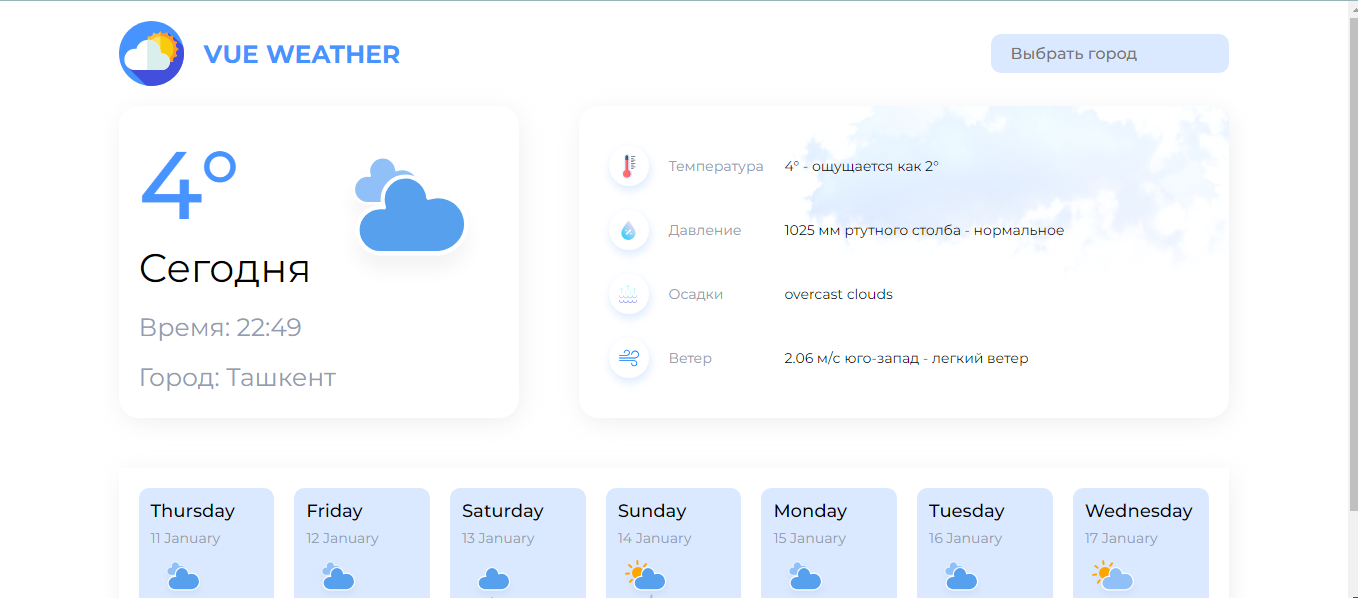 VUE WEATHER
Выбрать город
4°
Сегодня
Время: 22:49
Город: Ташкент
Температура 4° - ощущается как 2°
Давление 1025 мм ртутного столба - нормальное
Осадки overcast clouds
Ветер 2.06 м/с юго-запад - легкий ветер
Thursday Friday Saturday Sunday Monday Tuesday Wednesday
11 January 12 January 13 January 14 January 15 January 16 January 17 January